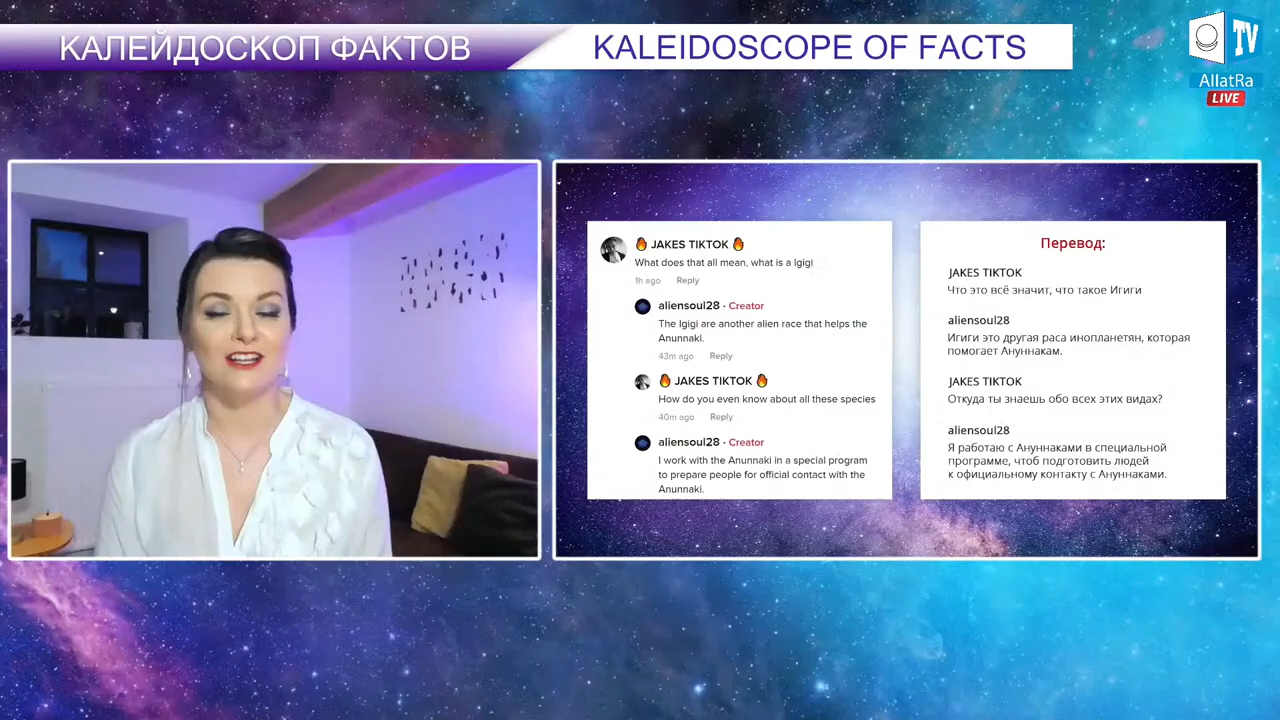 КАЛЕЙДОСКОП ФАКТОВ
KALEIDOSCOPE OF FACTS
TV
AllatRa
LIVE
JAKES TIKTOK
What does that all mean, what is a Igigi
1h ago Reply
aliensoul28 · Creator
The Igigi are another alien race that helps the
Anunnaki.
43m ago Reply
JAKES TIKTOK
How do you even know about all these species
40m ago Reply
aliensoul28 · Creator
I work with the Anunnaki in a special program
to prepare people for official contact with the
Anunnaki.
Перевод:
JAKES TIKTOK
Что это всё значит, что такое Игиги
aliensoul28
Игиги это другая раса инопланетян, которая
помогает Ануннакам.
JAKES TIKTOK
Откуда ты знаешь обо всех этих видах?
aliensoul28
Я работаю с Ануннаками в специальной
программе, чтоб подготовить людей
к официальному контакту с Ануннаками.